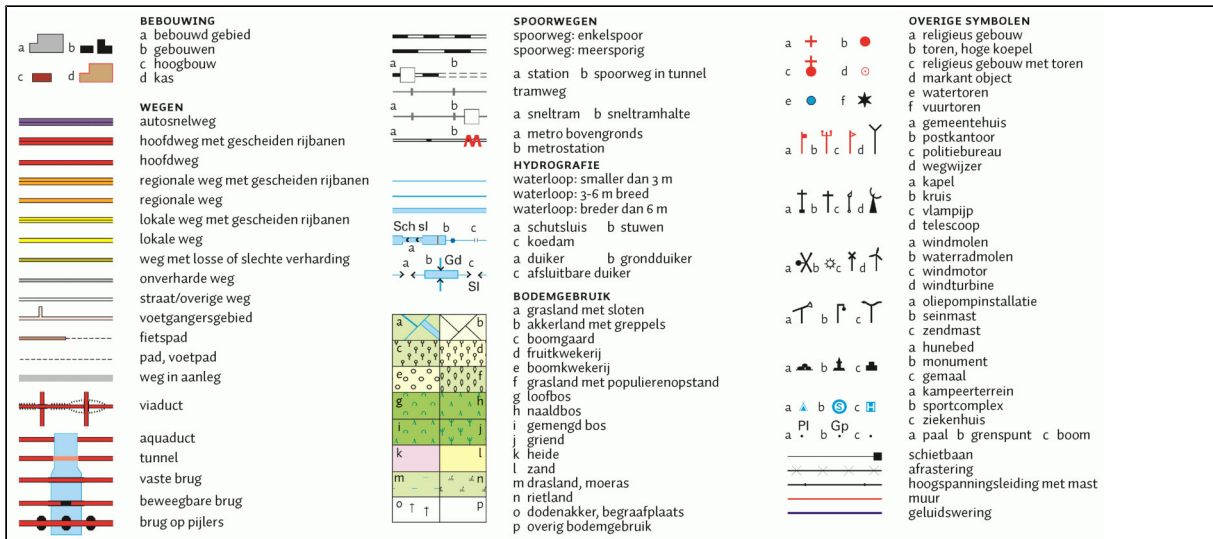 BEBOUWING
a bebouwd gebied
b gebouwen
c hoogbouw
d kas
a b
c d
WEGEN
autosnelweg
hoofdweg met gescheiden rijbanen
hoofdweg
regionale weg met gescheiden rijbanen
regionale weg
lokale weg met gescheiden rijbanen
lokale weg
weg met losse of slechte verharding
onverharde weg
straat/overige weg
voetgangersgebied
fietspad
pad, voetpad
weg in aanleg
viaduct
aquaduct
tunnel
vaste brug
beweegbare brug
brug op pijlers
SPOORWEGEN
spoorweg: enkelspoor
spoorweg: meersporig
a b
a station b spoorweg in tunnel
tramweg
a b
a sneltram b sneltramhalte
a b
a metro bovengronds
b metrostation
HYDROGRAFIE
waterloop: smaller dan 3 m
waterloop: 3-6 m breed
waterloop: breder dan 6 m
Sch sl b c
a
a schutsluis b stuwen
c koedam
a b Gd c
Sl
a duiker b grondduiker
c afsluitbare duiker
BODEMGEBRUIK
a b
c d
e f
g h
i j
k l
m n
o p
a grasland met sloten
b akkerland met greppels
c boomgaard
d fruitkwekerij
e boomkwekerij
f grasland met populierenopstand
g loofbos
h naaldbos
i gemengd bos
j griend
k heide
l zand
m drasland, moeras
n rietland
o dodenakker, begraafplaats
p overig bodemgebruik
OVERIGE SYMBOLEN
a b
c d
e f
a religieus gebouw
b toren, hoge koepel
c religieus gebouw met toren
d markant object
e watertoren
f vuurtoren
a b c d
a gemeentehuis
b postkantoor
c politiebureau
d wegwijzer
a b c d
a kapel
b kruis
c vlampijp
d telescoop
a b c d
a windmolen
b waterradmolen
c windmotor
d windturbine
a b c
a oliepompinstallatie
b seinmast
c zendmast
a b c
a hunebed
b monument
c gemaal
a b S c H
a kampeerterrein
b sportcomplex
c ziekenhuis
Pl Gp
a b c
a paal b grenspunt c boom
schietbaan
afrastering
hoogspanningsleiding met mast
muur
geluidswering